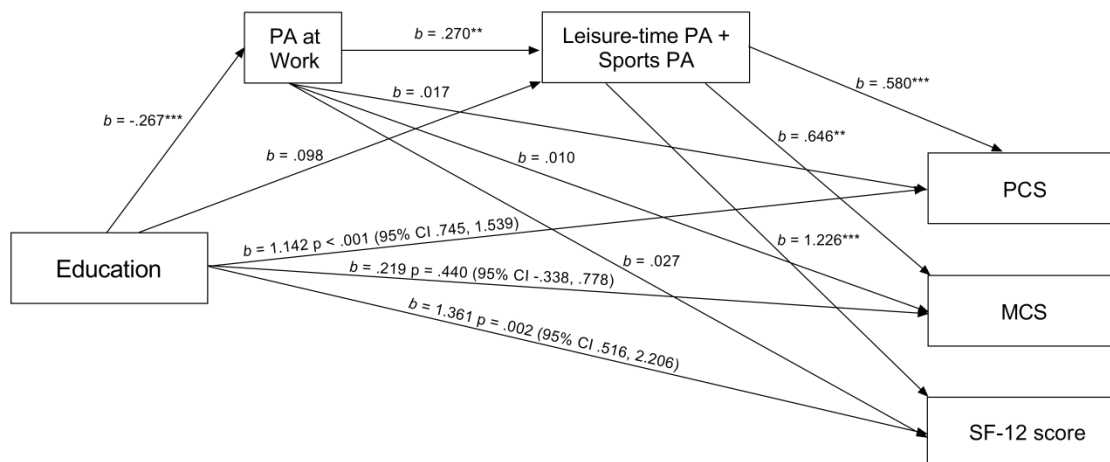 PA at
Work
b = .270**
Leisure-time PA +
Sports PA
b = .580***
b = -.267***
b = .017
b = .646**
b = .098
b = .010
PCS
b = 1.142 p < .001 (95% CI .745, 1.539)
b = 1.226***
Education
b = .027
b = .219 p = .440 (95% CI -.338, .778)
MCS
b = 1.361 p = .002 (95% CI .516, 2.206)
SF-12 score